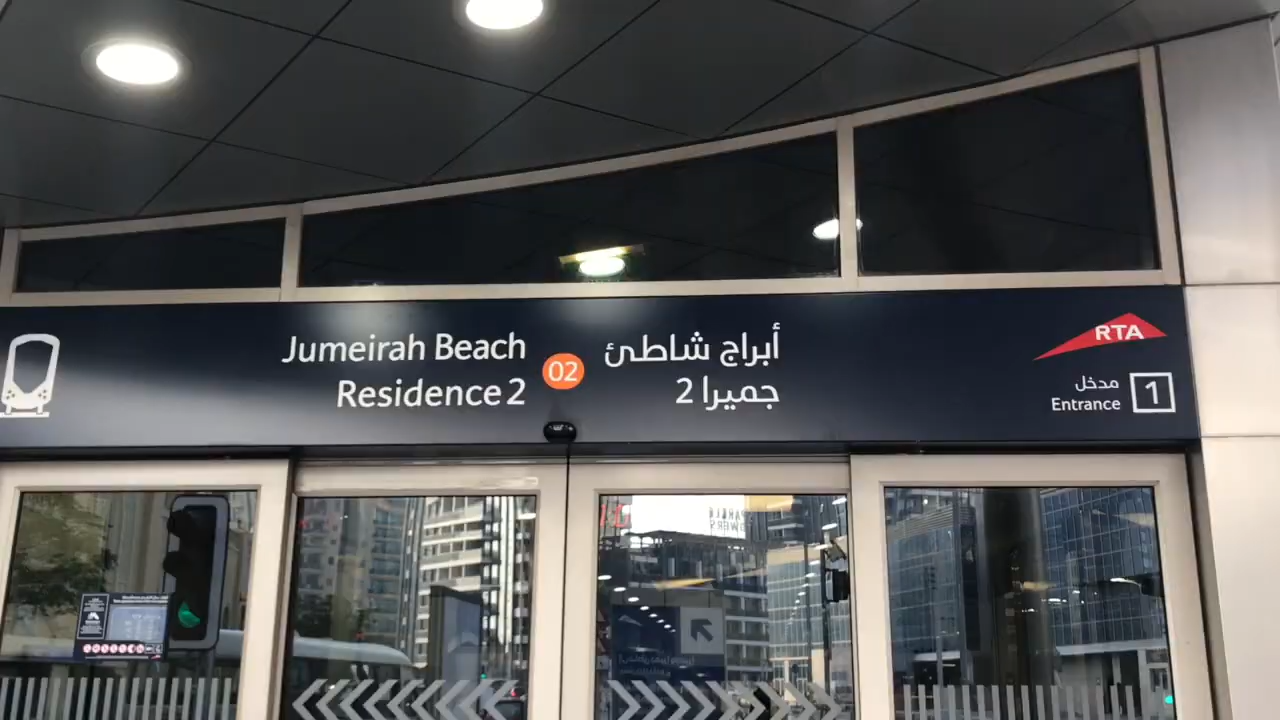 Jumeirah Beach
Residence 2
02
أبراج شاطئ
جميرا 2
RTA
مدخل
Entrance
1